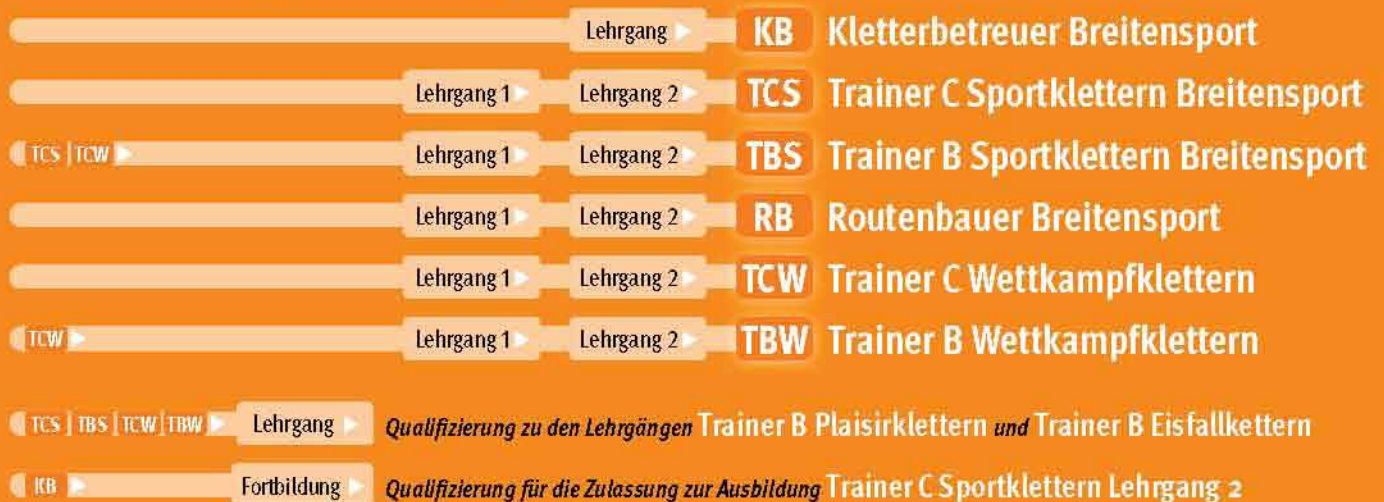 Lehrgang KB Kletterbetreuer Breitensport
Lehrgang 1 Lehrgang 2 TCS Trainer C Sportklettern Breitensport
TCS | TCW Lehrgang 1 Lehrgang 2 TBS Trainer B Sportklettern Breitensport
Lehrgang 1 Lehrgang 2 RB Routenbauer Breitensport
Lehrgang 1 Lehrgang 2 TCW Trainer C Wettkampfklettern
TCW Lehrgang 1 Lehrgang 2 TBW Trainer B Wettkampfklettern
TCS | TBS | TCW | TBW Lehrgang Qualifizierung zu den Lehrgängen Trainer B Plaisirklettern und Trainer B Eisfallkettern
KB Fortbildung Qualifizierung für die Zulassung zur Ausbildung Trainer C Sportklettern Lehrgang 2